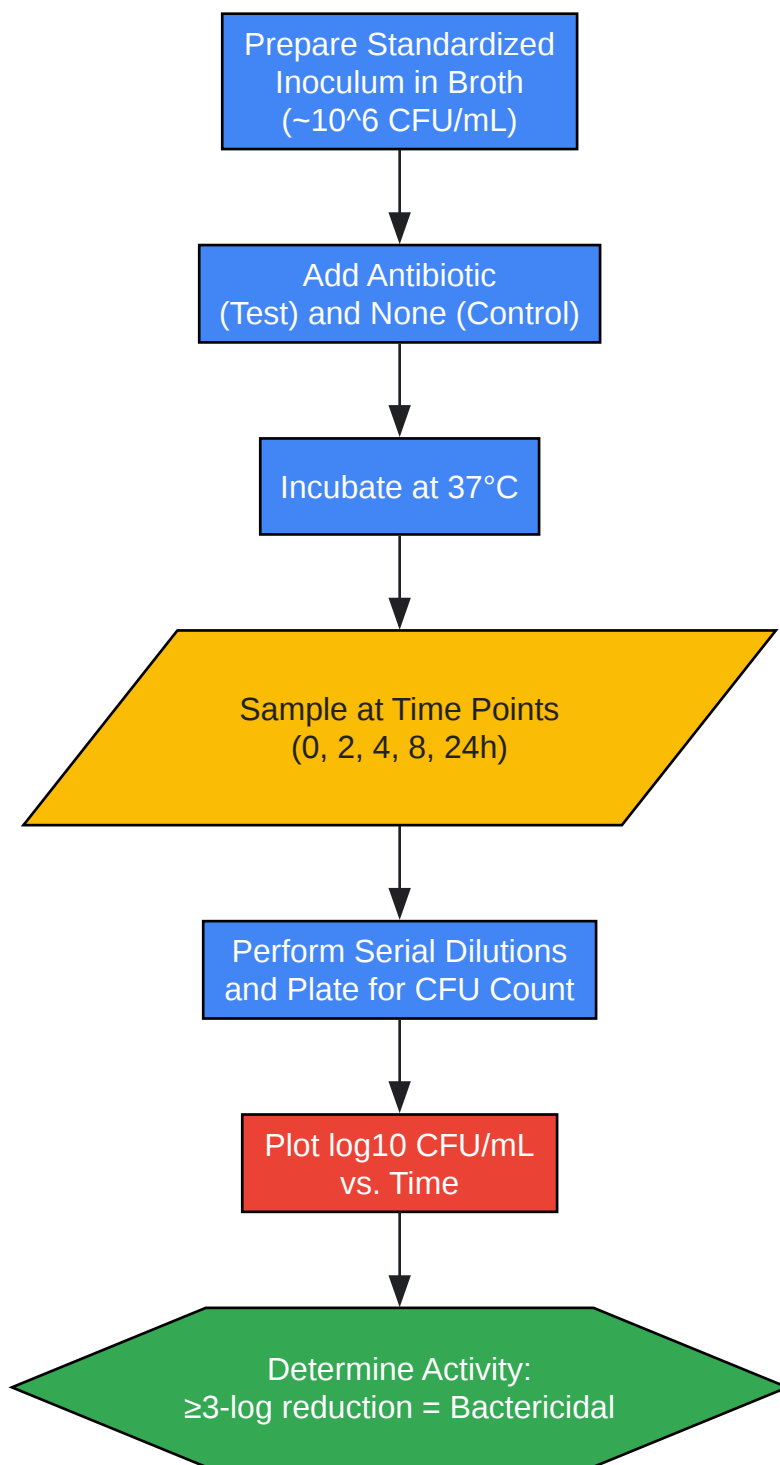 Prepare Standardized
Inoculum in Broth
(~10^6 CFU/mL)
Add Antibiotic
(Test) and None (Control)
Incubate at 37°C
Sample at Time Points
(0, 2, 4, 8, 24h)
Perform Serial Dilutions
and Plate for CFU Count
Plot log10 CFU/mL
vs. Time
Determine Activity:
≥3-log reduction = Bactericidal